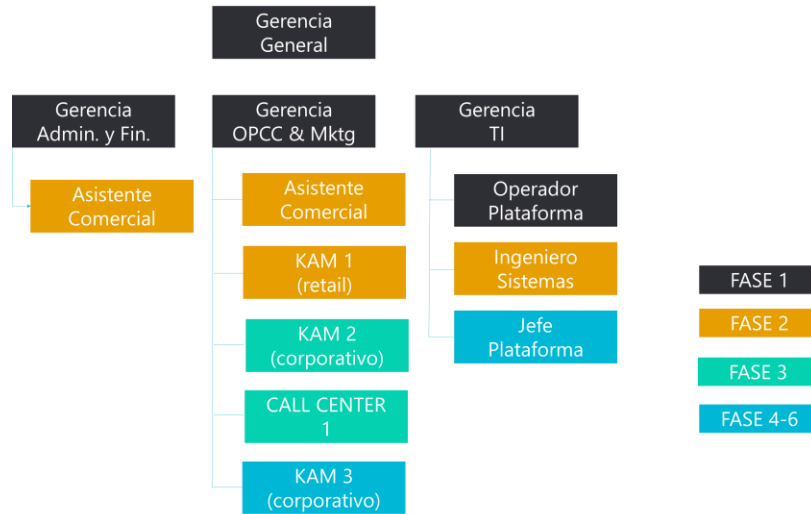 Gerencia
General
Gerencia
Admin. y Fin.
Gerencia
OPCC & Mktg
Gerencia
TI
Asistente
Comercial
Asistente
Comercial
KAM 1
(retail)
KAM 2
(corporativo)
CALL CENTER
1
KAM 3
(corporativo)
Operador
Plataforma
Ingeniero
Sistemas
Jefe
Plataforma
FASE 1
FASE 2
FASE 3
FASE 4-6